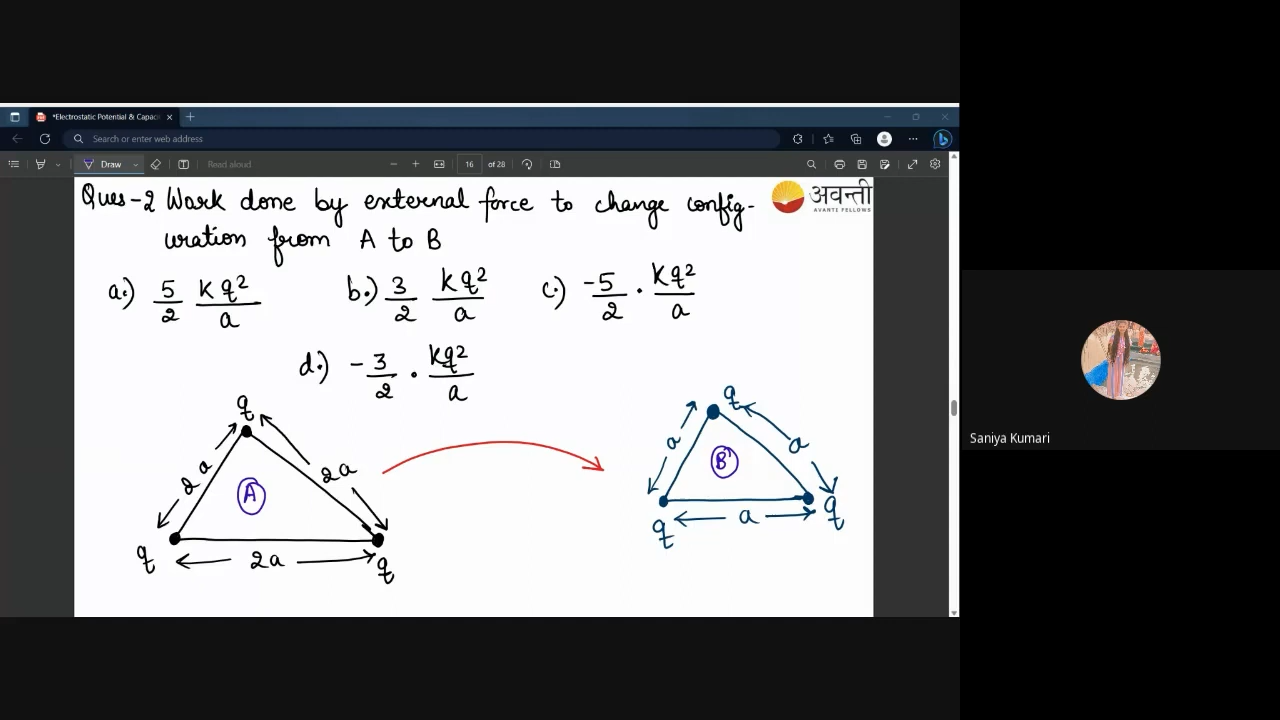 *Electrostatic Potential & Capac
Search or enter web address
Draw
Read aloud
16 of 28
Ques-2 Work done by external force to change config-
uration from A to B
अवन्ती
AVANTI FELLOWS
a.) 5/2 kq²/a b.) 3/2 kq²/a c.) -5/2 · kq²/a
d.) -3/2 · kq²/a
q
2a
2a
A
q
2a
q
q
a
a
B
q
a
q
Saniya Kumari